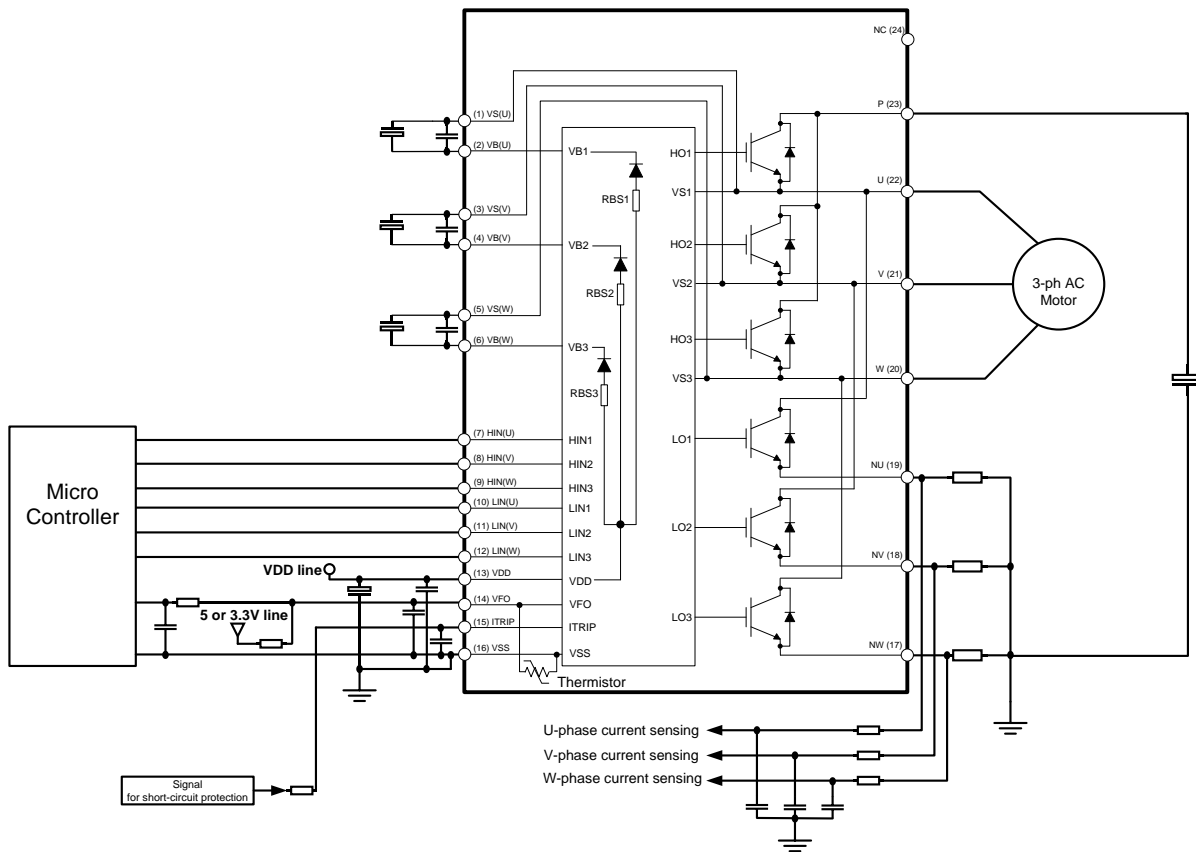 NC (24)
(1) VS(U)
P (23)
(2) VB(U)
VB1
HO1
RBS1
VS1
U (22)
(3) VS(V)
(4) VB(V)
VB2
HO2
RBS2
VS2
V (21)
3-ph AC
Motor
(5) VS(W)
(6) VB(W)
VB3
HO3
RBS3
VS3
W (20)
Micro
Controller
(7) HIN(U)
HIN1
LO1
(8) HIN(V)
HIN2
(9) HIN(W)
HIN3
NU (19)
(10) LIN(U)
LIN1
(11) LIN(V)
LIN2
LO2
(12) LIN(W)
LIN3
NV (18)
VDD line
(13) VDD
VDD
(14) VFO
VFO
5 or 3.3V line
(15) ITRIP
ITRIP
LO3
(16) VSS
VSS
NW (17)
Thermistor
U-phase current sensing
V-phase current sensing
W-phase current sensing
Signal
for short-circuit protection